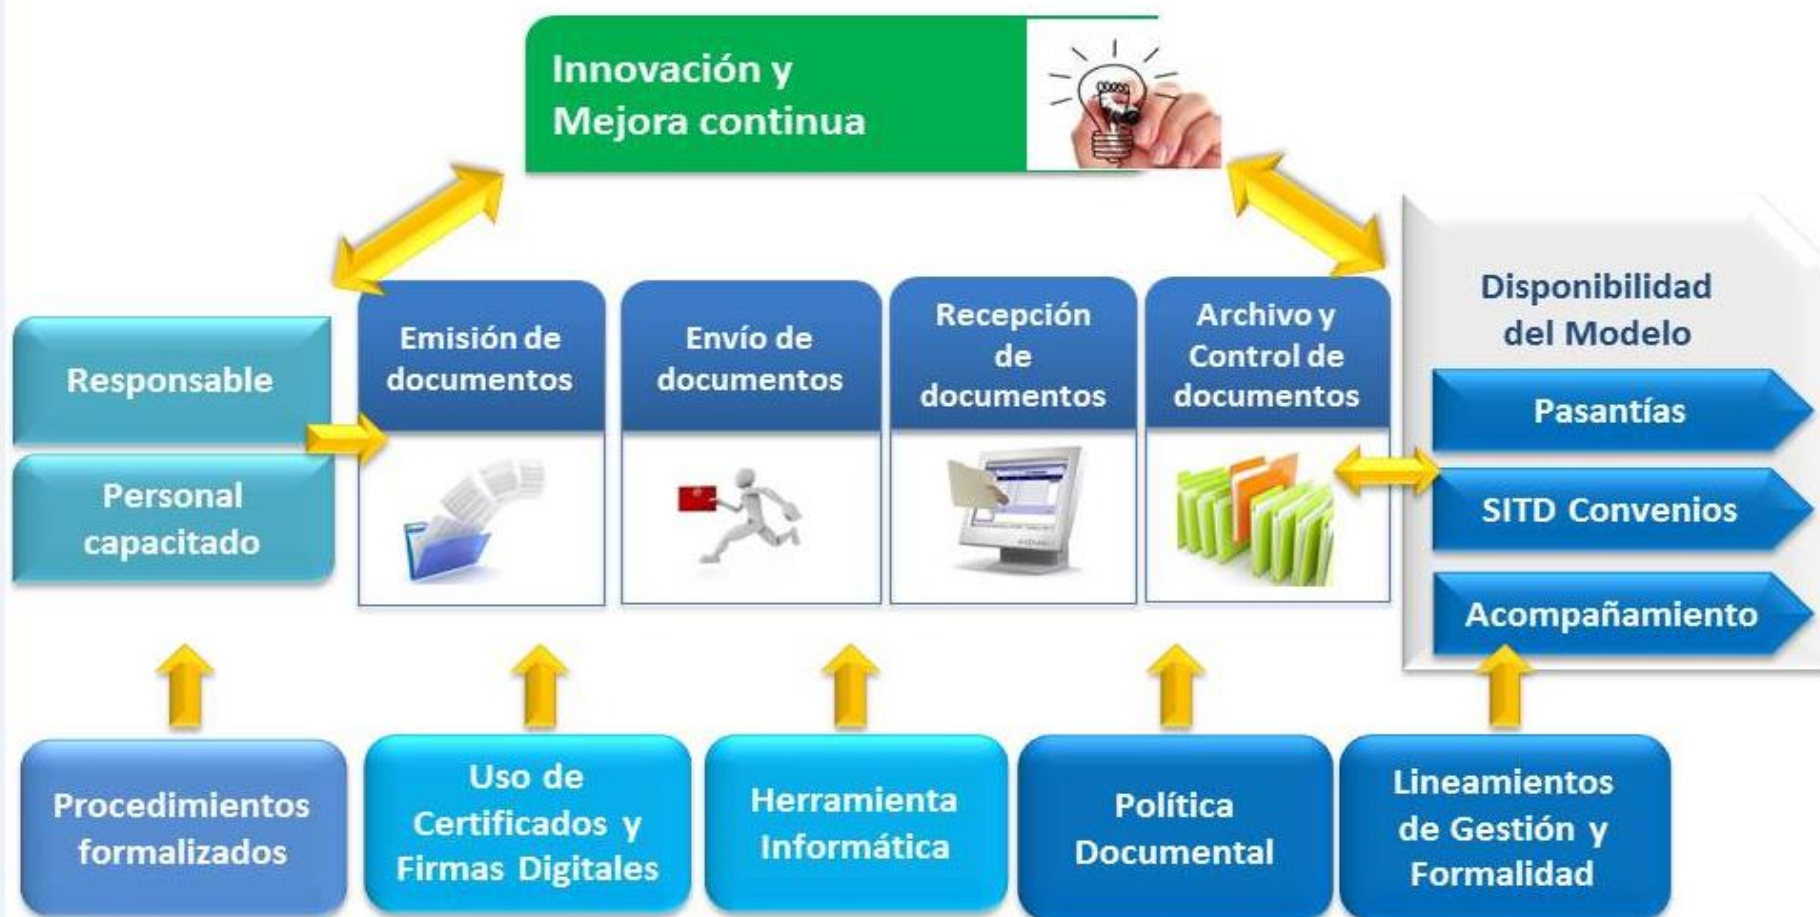 Innovación y
Mejora continua
Responsable
Personal
capacitado
Emisión de
documentos
Envío de
documentos
Recepción
de
documentos
Archivo y
Control de
documentos
Disponibilidad
del Modelo
Pasantías
SITD Convenios
Acompañamiento
Procedimientos
formalizados
Uso de
Certificados y
Firmas Digitales
Herramienta
Informática
Política
Documental
Lineamientos
de Gestión y
Formalidad